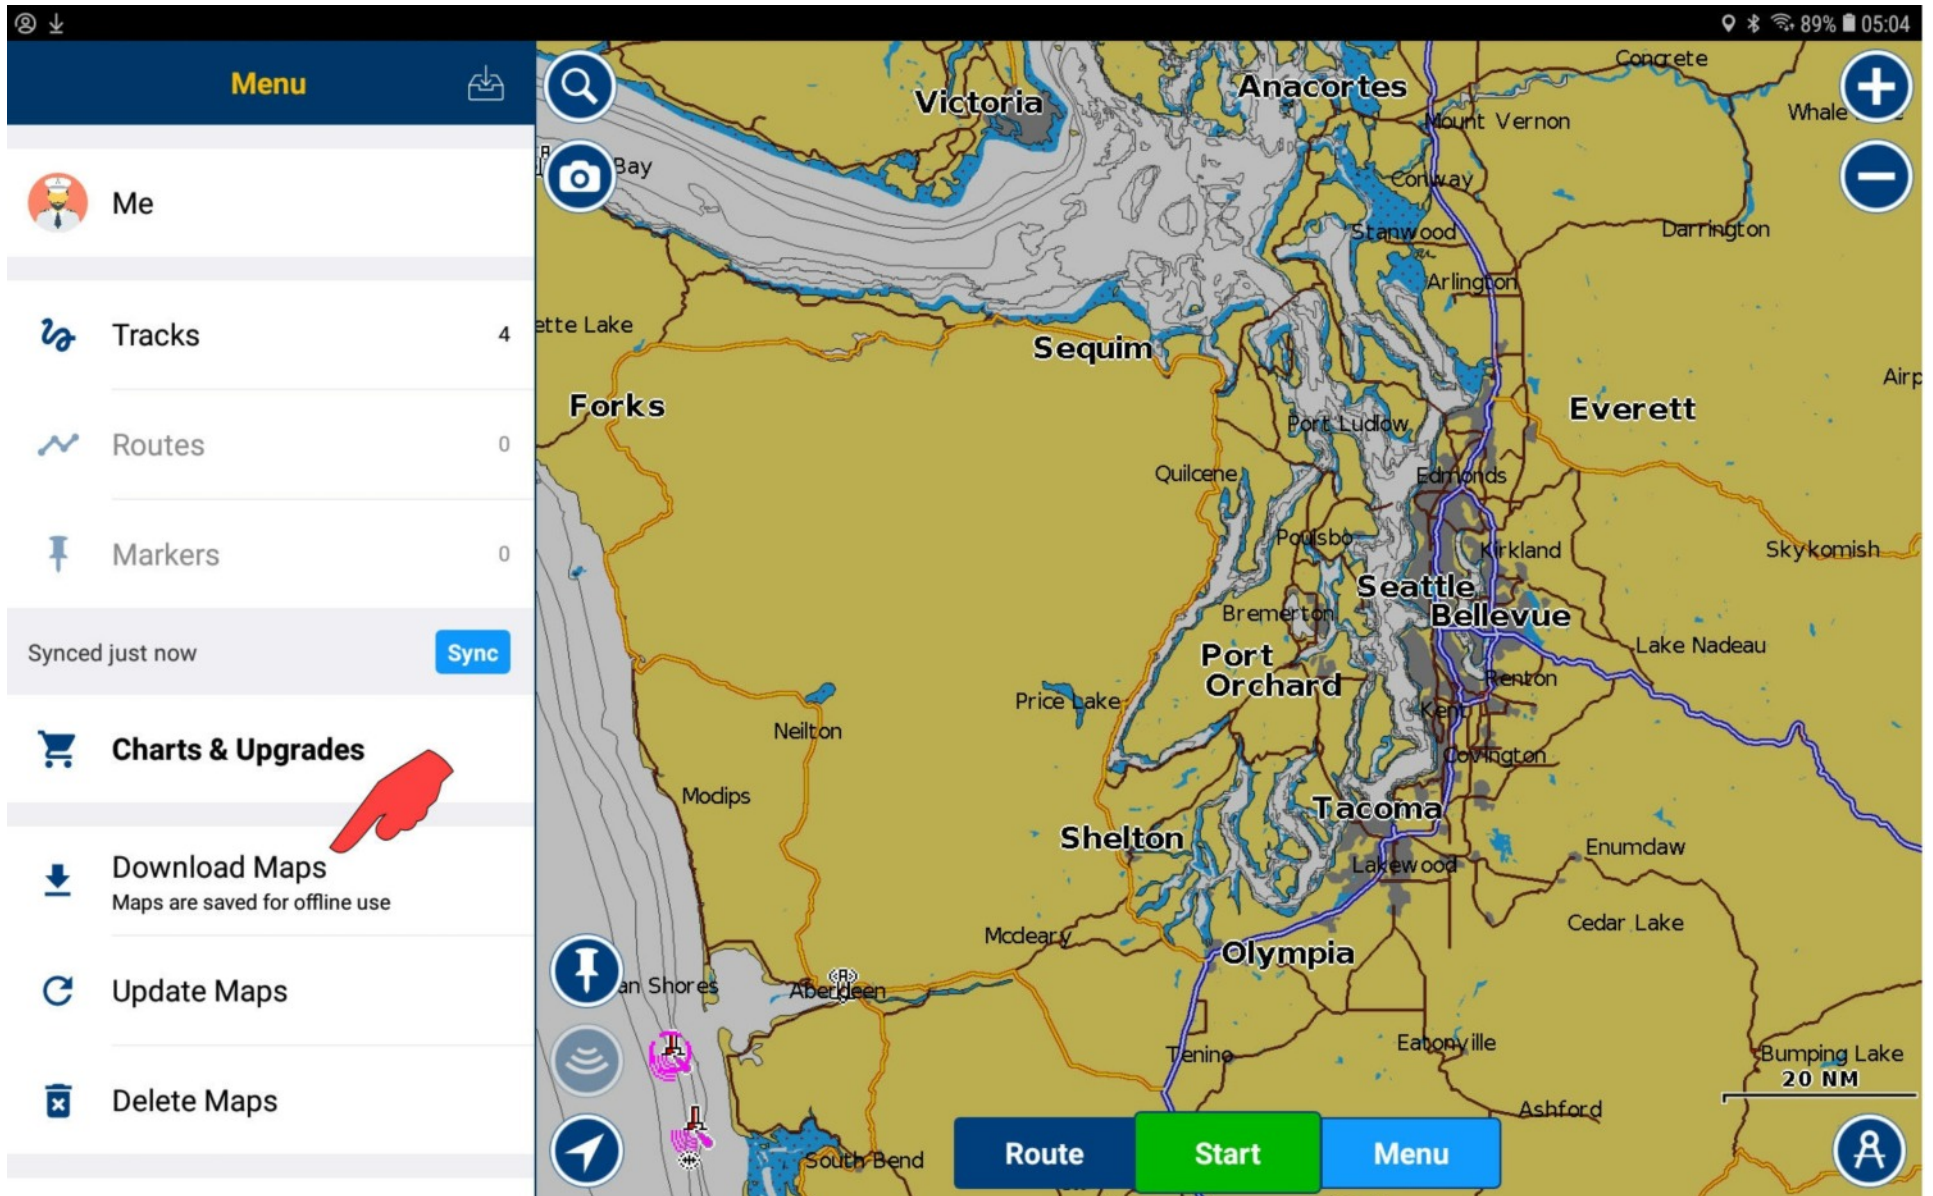 89% 05:04
Menu
Me
Tracks 4
Routes 0
Markers 0
Synced just now Sync
Charts & Upgrades
Download Maps
Maps are saved for offline use
Update Maps
Delete Maps
Concrete
Anacortes
Victoria
Whale
Mount Vernon
Bay
Conway
Stanwood
Darrington
Arlington
ette Lake
Sequim
Airp
Forks
Everett
Port Ludlow
Quilcene
Edmonds
Poulsbo
Kirkland
Skykomish
Seattle
Bremerton
Bellevue
Lake Nadeau
Port
Orchard
Renton
Price Lake
Kent
Neilton
Covington
Modips
Tacoma
Shelton
Enumclaw
Lakewood
Cedar Lake
Mcdeary
Olympia
an Shores
Aberdeen
Eatonville
Tenino
Bumping Lake
20 NM
Ashford
South Bend
Route Start Menu